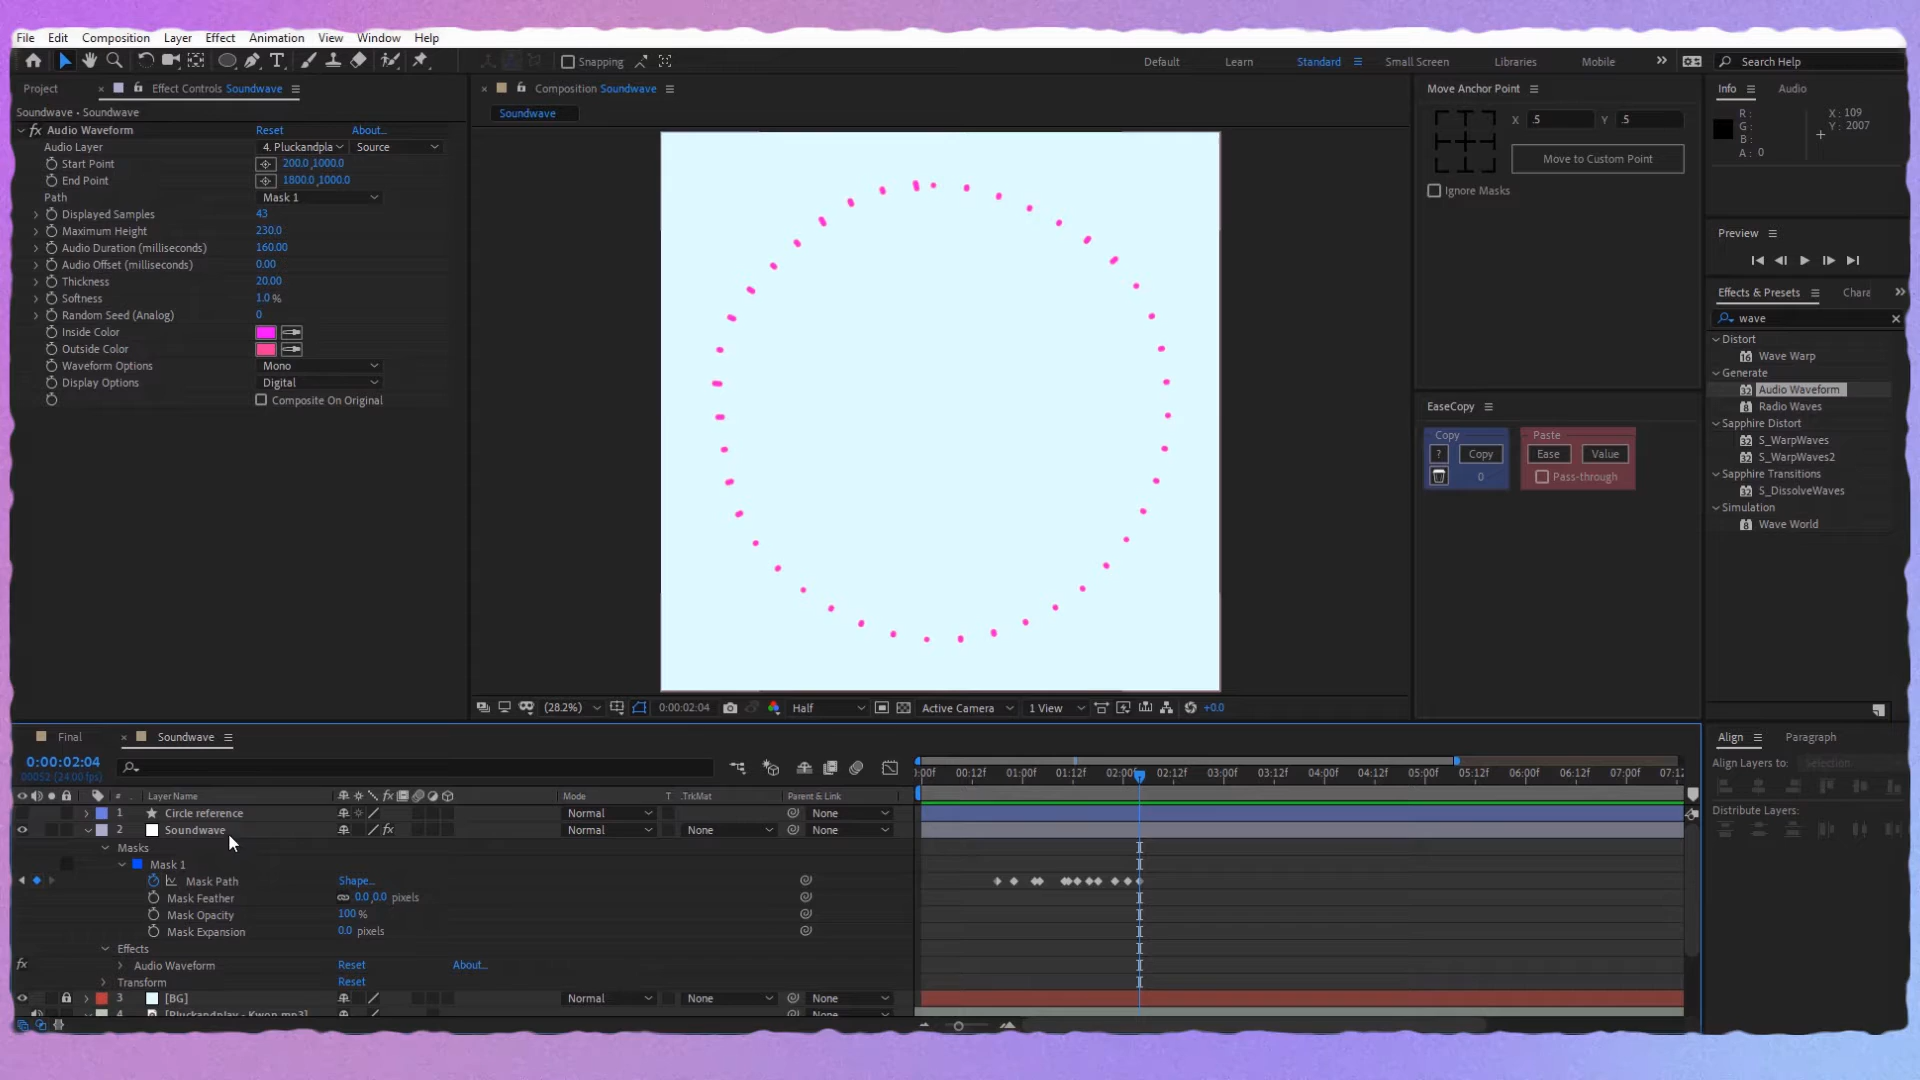 File Edit Composition Layer Effect Animation View Window Help
Snapping Default Learn Standard Small Screen Libraries Mobile Search Help
Project Effect Controls Soundwave
Soundwave • Soundwave
fx Audio Waveform Reset About...
Audio Layer 4. Pluckandpla Source
Start Point 200.0,1000.0
End Point 1800.0,1000.0
Path Mask 1
Displayed Samples 43
Maximum Height 230.0
Audio Duration (milliseconds) 160.00
Audio Offset (milliseconds) 0.00
Thickness 20.00
Softness 1.0 %
Random Seed (Analog) 0
Inside Color
Outside Color
Waveform Options Mono
Display Options Digital
Composite On Original
Composition Soundwave
Soundwave
(28.2%) 0:00:02:04 Half Active Camera 1 View +0.0
Move Anchor Point
X .5 Y .5
Move to Custom Point
Ignore Masks
EaseCopy
Copy Paste
? Copy Ease Value
0 Pass-through
Info Audio
R: X: 109
G: Y: 2007
B:
A: 0
Preview
Effects & Presets Chara
wave
Distort
Wave Warp
Generate
Audio Waveform
Radio Waves
Sapphire Distort
S_WarpWaves
S_WarpWaves2
Sapphire Transitions
S_DissolveWaves
Simulation
Wave World
Align Paragraph
Align Layers to: Selection
Distribute Layers:
Final Soundwave
0:00:02:04
00052 (24.00 fps)
# Layer Name Mode T .TrkMat Parent & Link
:00f 00:12f 01:00f 01:12f 02:00f 02:12f 03:00f 03:12f 04:00f 04:12f 05:00f 05:12f 06:00f 06:12f 07:00f 07:12
1 Circle reference Normal None
2 Soundwave fx Normal None None
Masks
Mask 1
Mask Path Shape...
Mask Feather 0.0,0.0 pixels
Mask Opacity 100 %
Mask Expansion 0.0 pixels
Effects
fx Audio Waveform Reset About...
Transform Reset
3 [BG] Normal None None
4 [Pluckandplay - Kwon.mp3] None